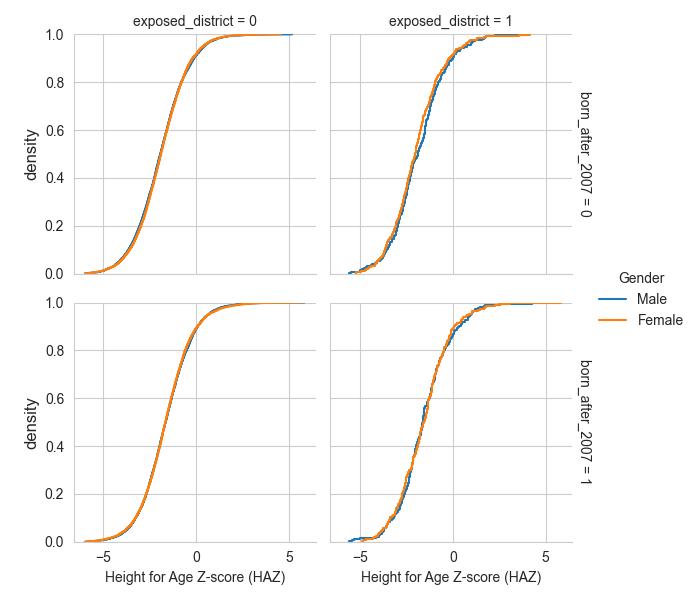 exposed_district = 0
exposed_district = 1
1.0
0.8
0.6
0.4
0.2
0.0
density
born_after_2007 = 0
Gender
Male
Female
1.0
0.8
0.6
0.4
0.2
0.0
density
born_after_2007 = 1
−5 0 5
−5 0 5
Height for Age Z-score (HAZ)
Height for Age Z-score (HAZ)